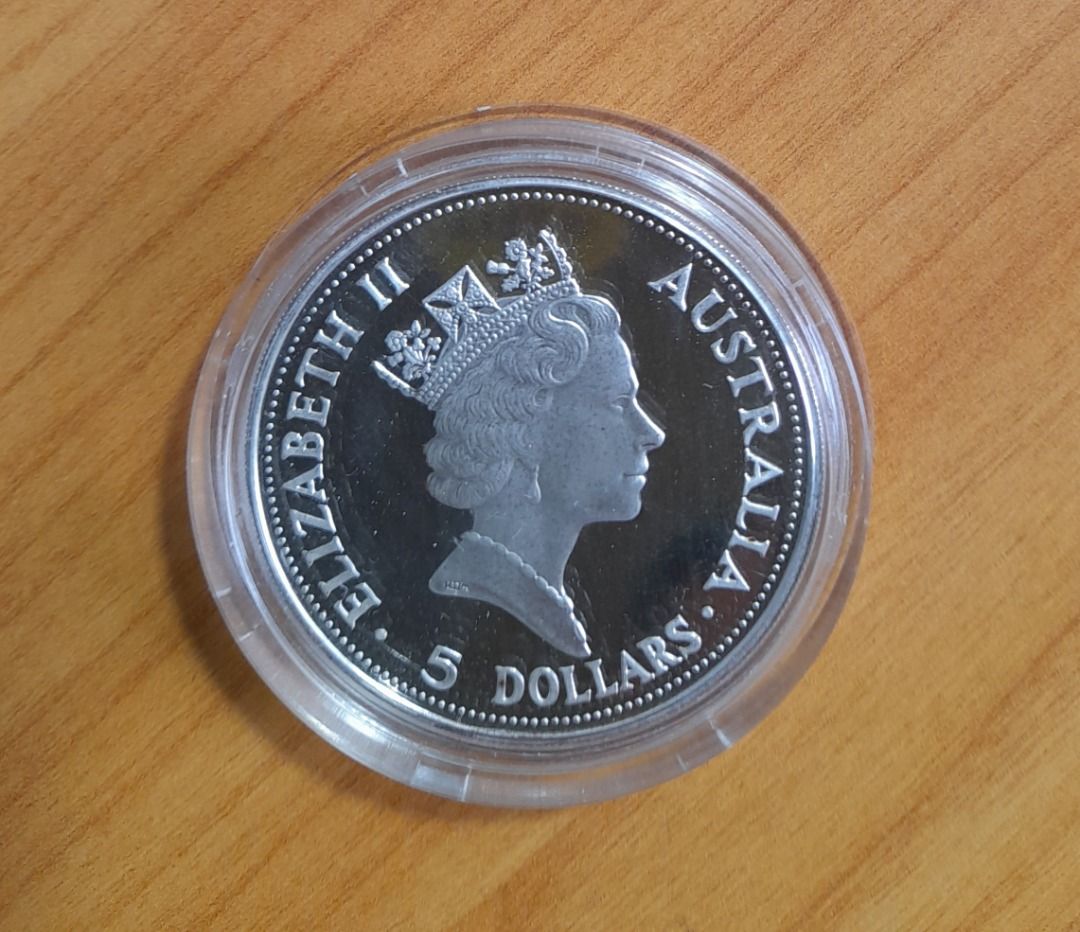 ELIZABETH II
AUSTRALIA
5 DOLLARS